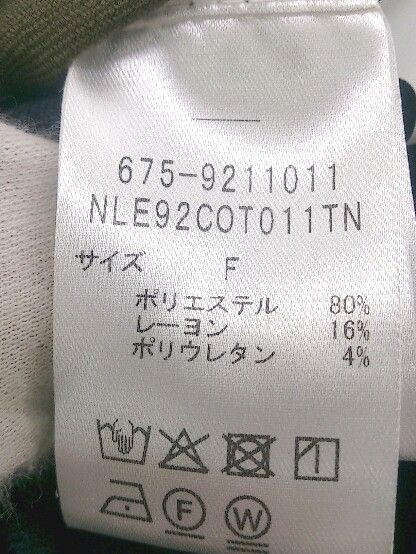 675-9211011
NLE92COT011TN
サイズ F
ポリエステル 80%
レーヨン 16%
ポリウレタン 4%
F
W